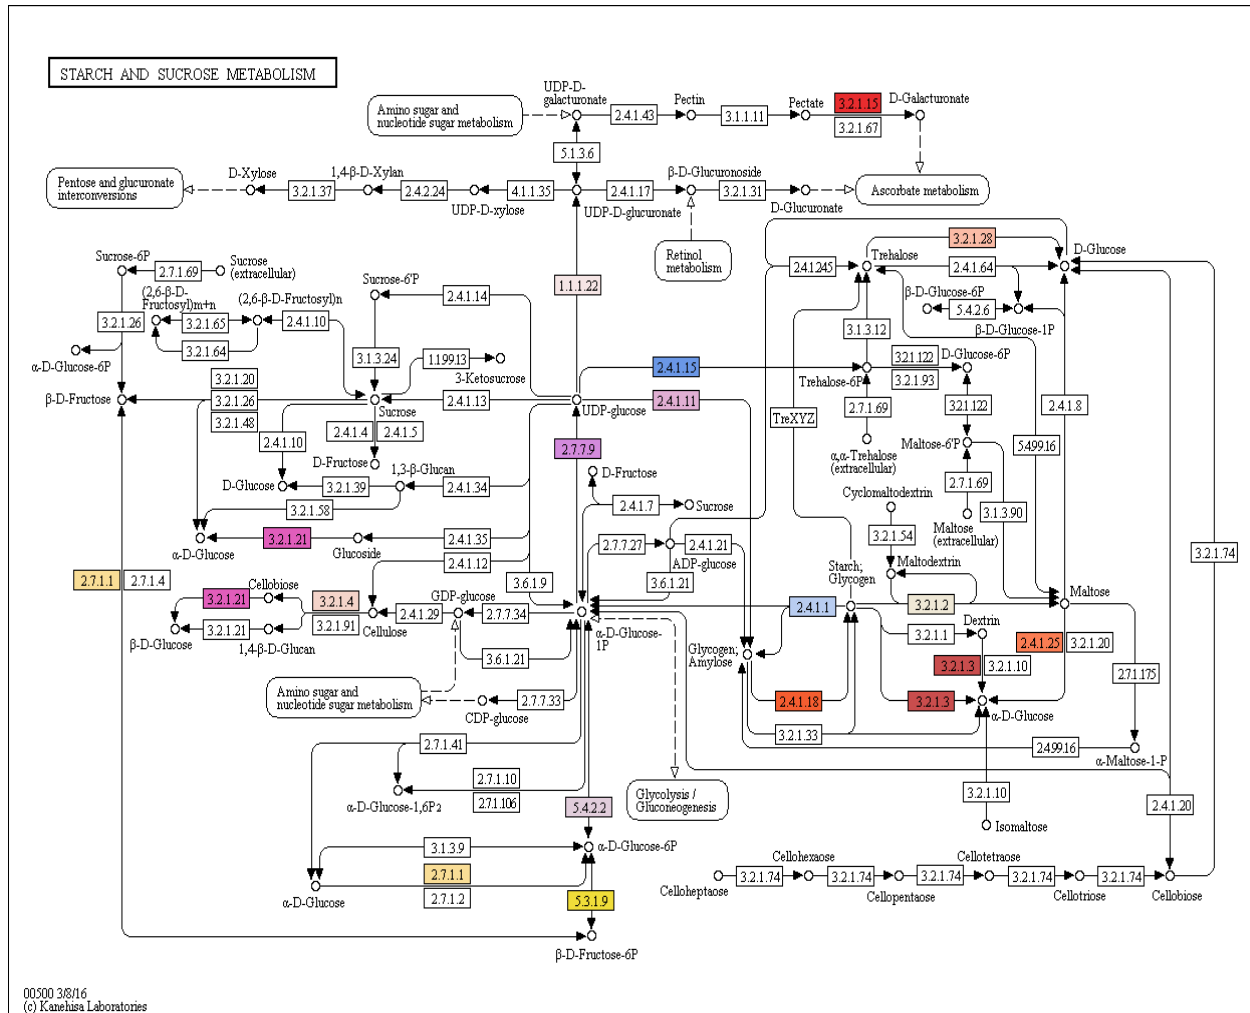 STARCH AND SUCROSE METABOLISM
Amino sugar and
nucleotide sugar metabolism
UDP-D-
galacturonate
2.4.1.43
Pectin
3.1.1.11
Pectate
3.2.1.15
3.2.1.67
D-Galacturonate
5.1.3.6
Pentose and glucuronate
interconversions
D-Xylose
3.2.1.37
1,4-β-D-Xylan
2.4.2.24
UDP-D-xylose
4.1.1.35
UDP-D-glucuronate
2.4.1.17
β-D-Glucuronoside
3.2.1.31
D-Glucuronate
Ascorbate metabolism
Retinol
metabolism
Sucrose-6P
2.7.1.69
Sucrose
(extracellular)
(2,6-β-D-
Fructosyl)m+n
(2,6-β-D-Fructosyl)n
3.2.1.26
3.2.1.65
3.2.1.64
2.4.1.10
α-D-Glucose-6P
Sucrose-6'P
2.4.1.14
3.1.3.24
1.1.99.13
3-Ketosucrose
1.1.1.22
β-D-Fructose
3.2.1.20
3.2.1.26
3.2.1.48
Sucrose
2.4.1.13
UDP-glucose
2.4.1.15
2.4.1.11
2.4.1.10
2.4.1.4
2.4.1.5
D-Fructose
D-Glucose
3.2.1.39
1,3-β-Glucan
2.4.1.34
3.2.1.58
2.7.7.9
D-Fructose
2.4.1.7
Sucrose
α-D-Glucose
3.2.1.21
Glucoside
2.4.1.35
2.4.1.12
2.7.7.27
ADP-glucose
2.4.1.21
3.6.1.9
3.6.1.21
2.7.1.1
2.7.1.4
Cellobiose
3.2.1.21
3.2.1.4
3.2.1.91
3.2.1.21
β-D-Glucose
1,4-β-D-Glucan
Cellulose
2.4.1.29
GDP-glucose
2.7.7.34
3.6.1.21
α-D-Glucose-
1P
Amino sugar and
nucleotide sugar metabolism
CDP-glucose
2.7.7.33
2.4.1245
Trehalose
3.2.1.28
D-Glucose
2.4.1.64
β-D-Glucose-6P
5.4.2.6
β-D-Glucose-1P
3.1.3.12
Trehalose-6P
3.2.1.122
3.2.1.93
D-Glucose-6P
2.7.1.69
α,α-Trehalose
(extracellular)
3.2.1.122
Maltose-6'P
2.7.1.69
Maltose
(extracellular)
3.1.3.90
5.4.99.16
2.4.1.8
TreXYZ
Cyclomaltodextrin
3.2.1.54
Maltodextrin
Starch;
Glycogen
2.4.1.1
3.2.1.2
Maltose
3.2.1.74
3.2.1.1
Dextrin
2.4.1.25
3.2.1.20
3.2.1.3
3.2.1.10
Glycogen;
Amylose
2.4.1.18
3.2.1.3
α-D-Glucose
3.2.1.33
2.7.1.175
2.4.99.16
α-Maltose-1-P
3.2.1.10
Isomaltose
2.4.1.20
2.7.1.41
α-D-Glucose-1,6P2
2.7.1.10
2.7.1.106
5.4.2.2
Glycolysis /
Gluconeogenesis
3.1.3.9
α-D-Glucose-6P
2.7.1.1
2.7.1.2
α-D-Glucose
5.3.1.9
β-D-Fructose-6P
Celloheptaose
3.2.1.74
Cellohexaose
3.2.1.74
Cellopentaose
3.2.1.74
Cellotetraose
3.2.1.74
Cellotriose
3.2.1.74
Cellobiose
00500 3/8/16
(c) Kanehisa Laboratories